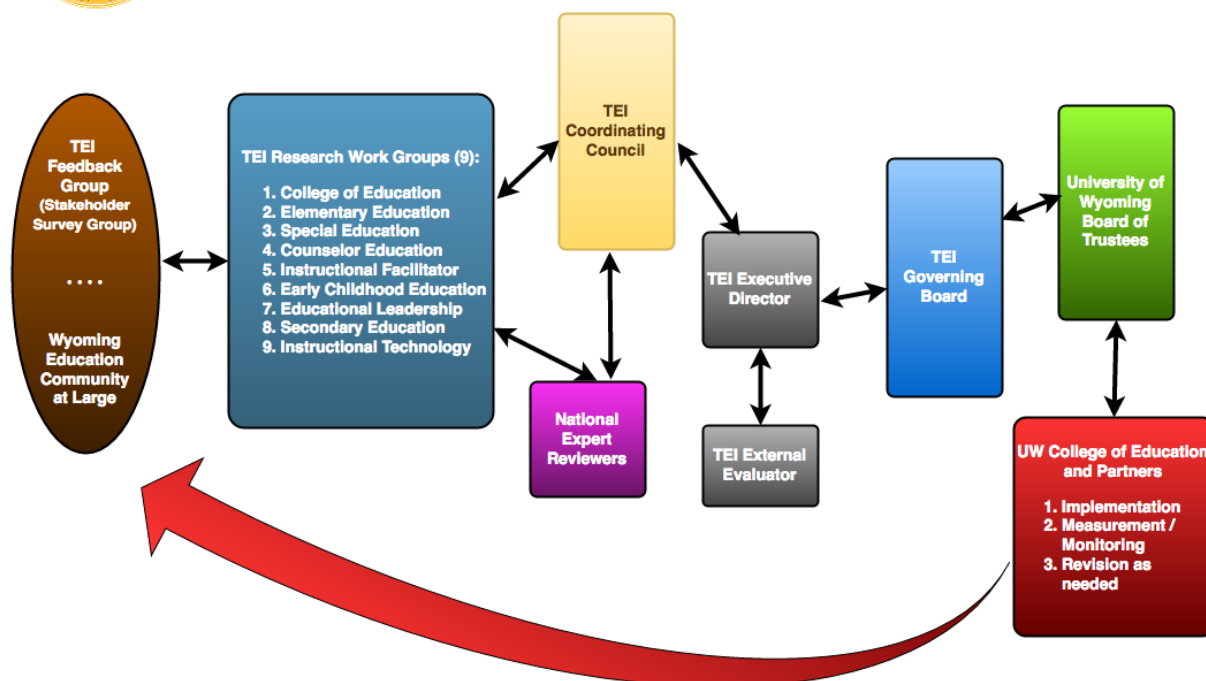 TEI
Feedback
Group
(Stakeholder
Survey Group)
....
Wyoming
Education
Community
at Large
TEI Research Work Groups (9):
1. College of Education
2. Elementary Education
3. Special Education
4. Counselor Education
5. Instructional Facilitator
6. Early Childhood Education
7. Educational Leadership
8. Secondary Education
9. Instructional Technology
TEI
Coordinating
Council
National
Expert
Reviewers
TEI Executive
Director
TEI External
Evaluator
TEI
Governing
Board
University of
Wyoming
Board of
Trustees
UW College of Education
and Partners
1. Implementation
2. Measurement /
Monitoring
3. Revision as
needed